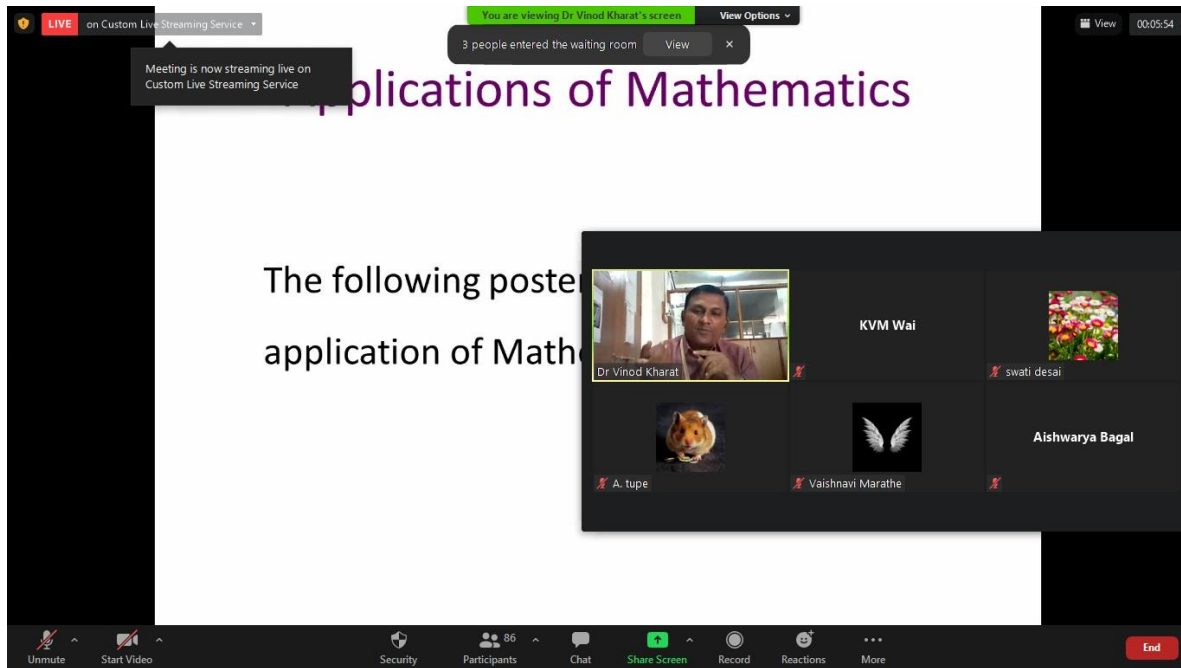 LIVE on Custom Live Streaming Service
You are viewing Dr Vinod Kharat's screen View Options
View 00:05:54
3 people entered the waiting room View
Meeting is now streaming live on
Custom Live Streaming Service
of Mathematics
The following
application of
Dr Vinod Kharat
KVM Wai
swati desai
A. tupe
Vaishnavi Marathe
Aishwarya Bagal
Unmute
Start Video
Security
86
Participants
Chat
Share Screen
Record
Reactions
More
End